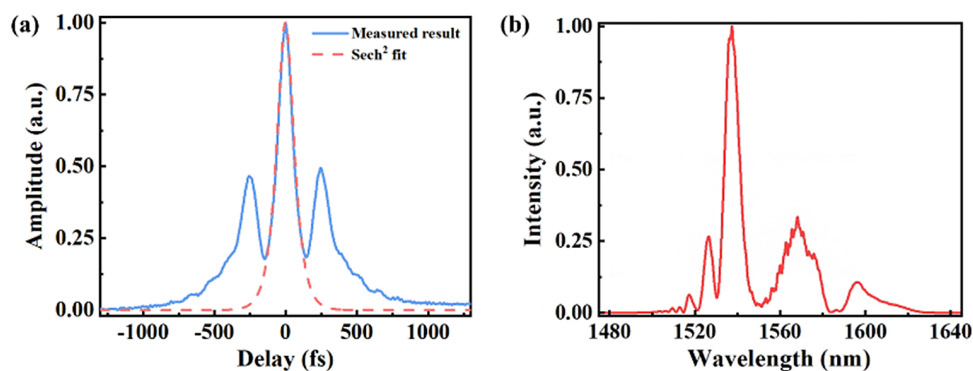 (a)
Measured result
Sech² fit
Amplitude (a.u.)
1.00
0.75
0.50
0.25
0.00
-1000 -500 0 500 1000
Delay (fs)
(b)
Intensity (a.u.)
1.00
0.75
0.50
0.25
0.00
1480 1520 1560 1600 1640
Wavelength (nm)